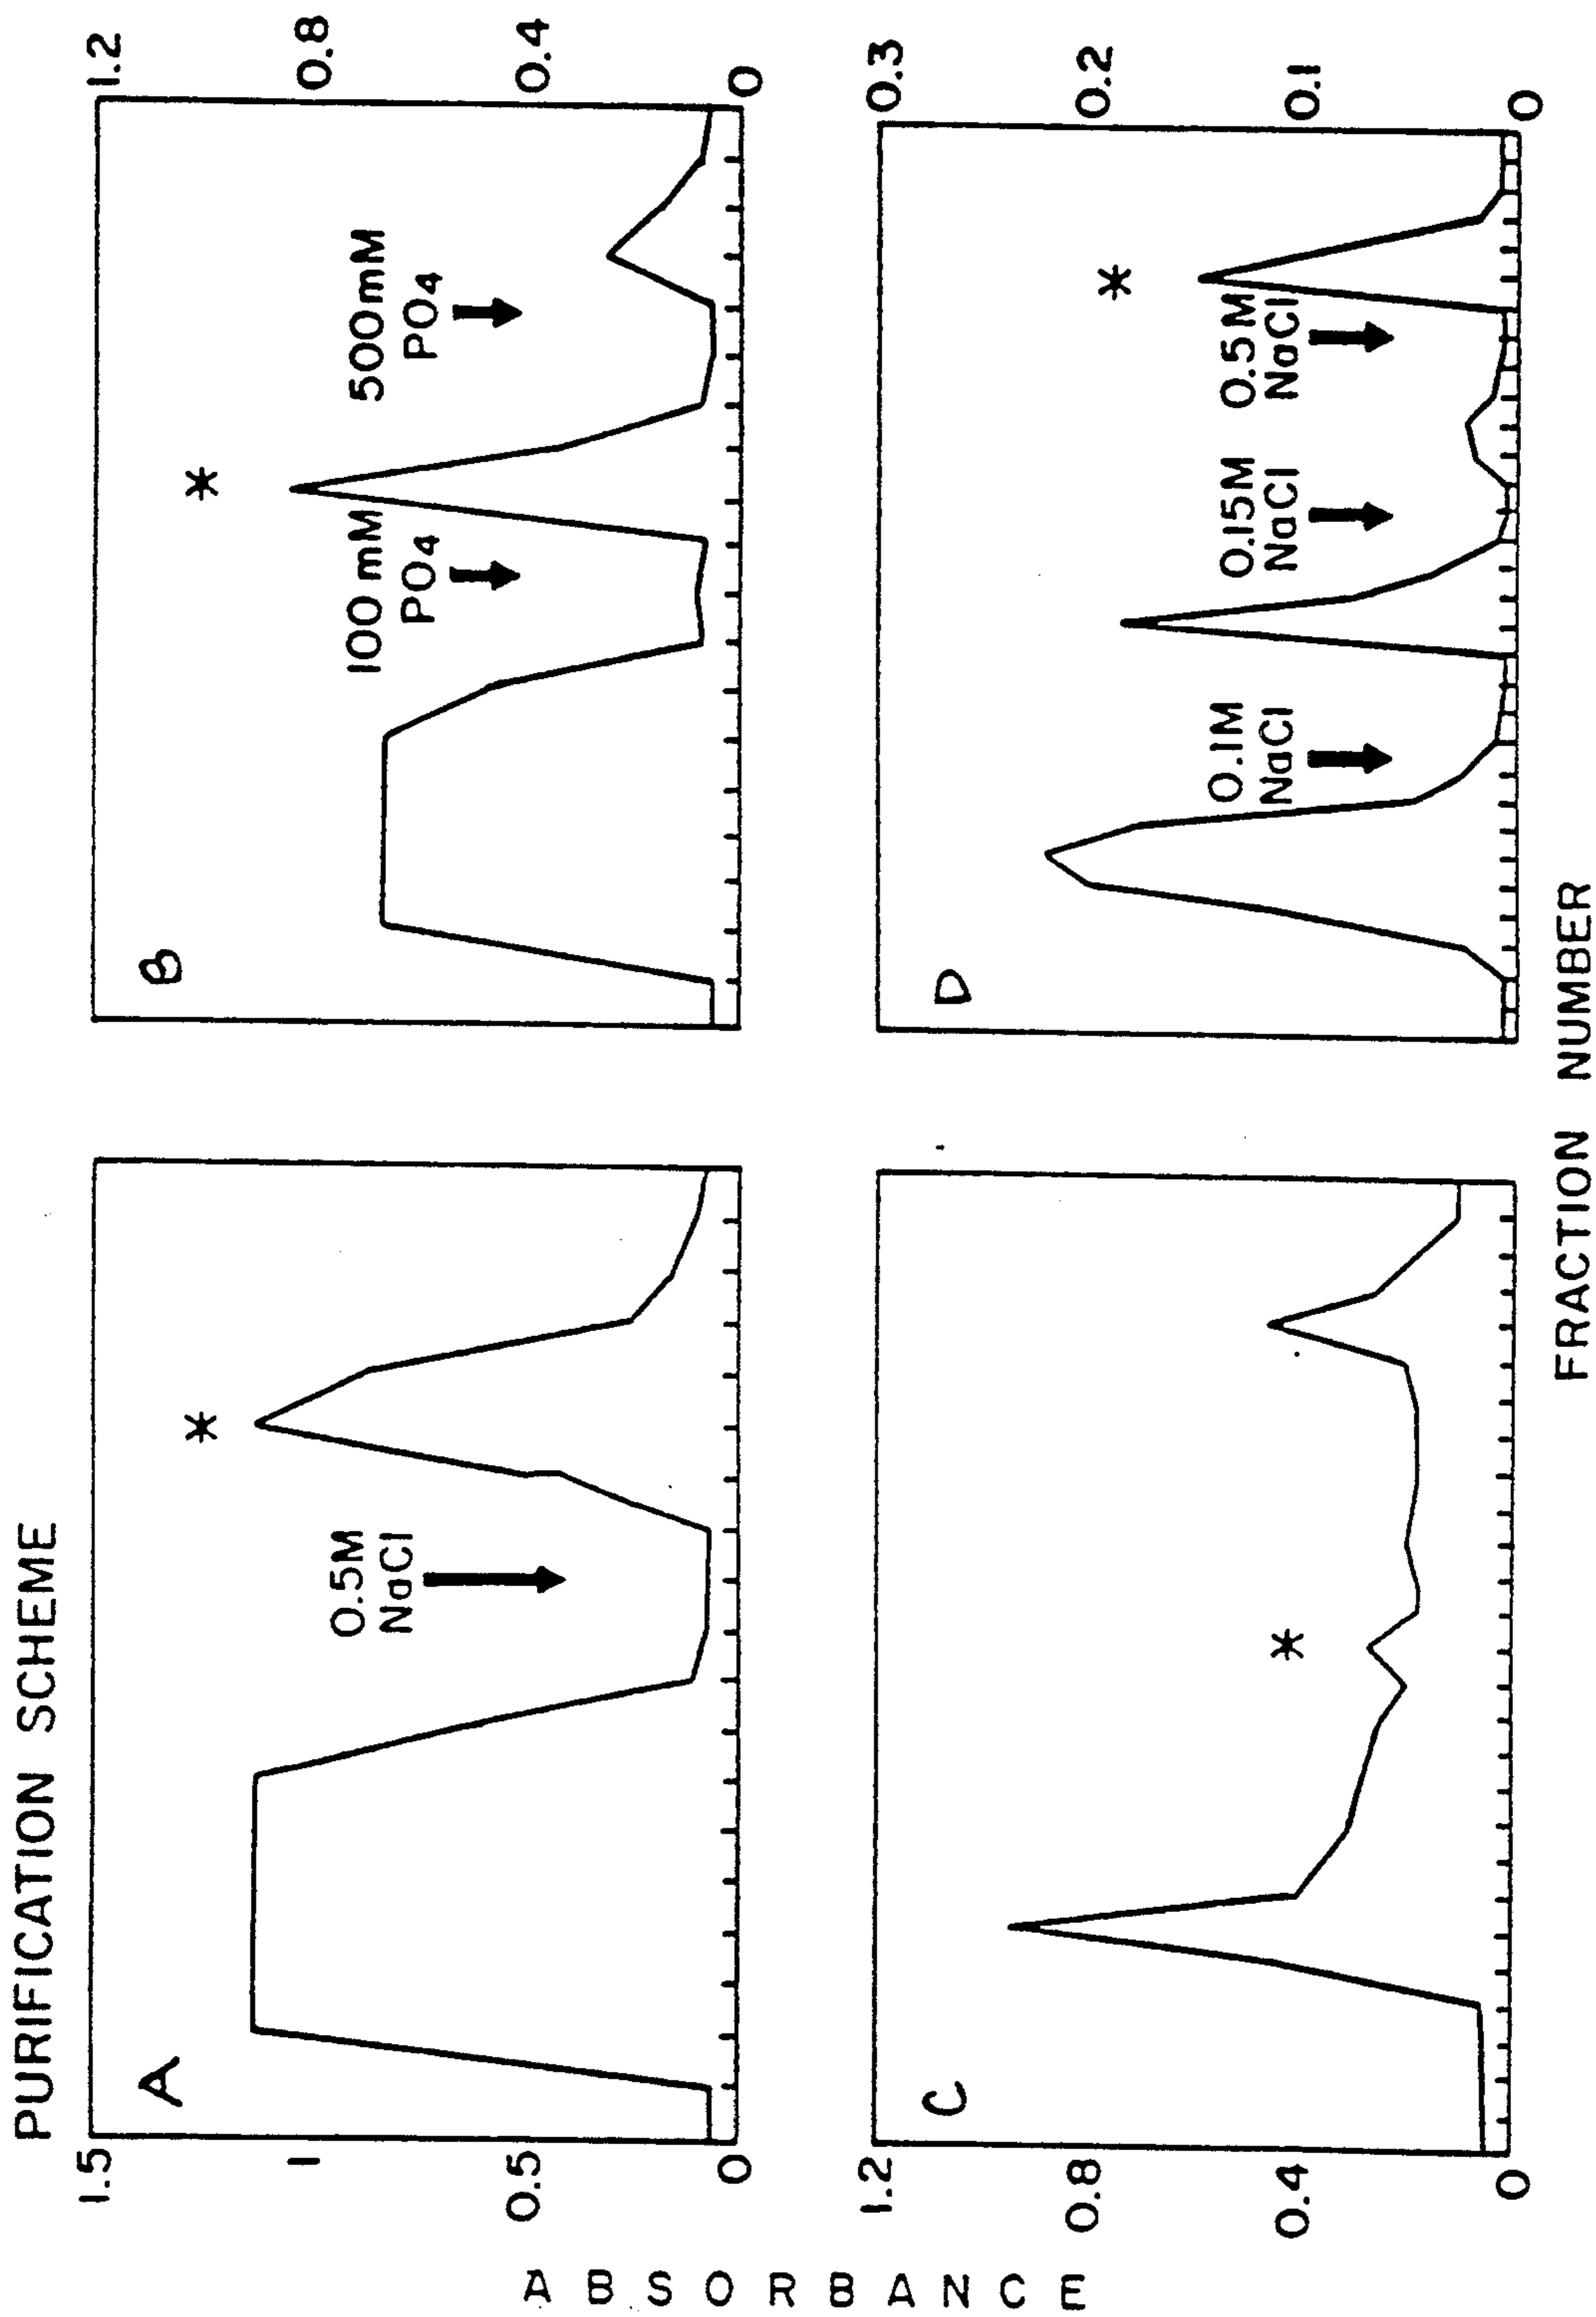 PURIFICATION SCHEME
A
0.5M
NaCl
*
1.5
1
0.5
0
B
100 mM
PO4
*
500 mM
PO4
1.2
0.8
0.4
0
C
*
1.2
0.8
0.4
0
D
0.1M
NaCl
0.15M
NaCl
0.5M
NaCl
*
0.3
0.2
0.1
0
ABSORBANCE
FRACTION NUMBER